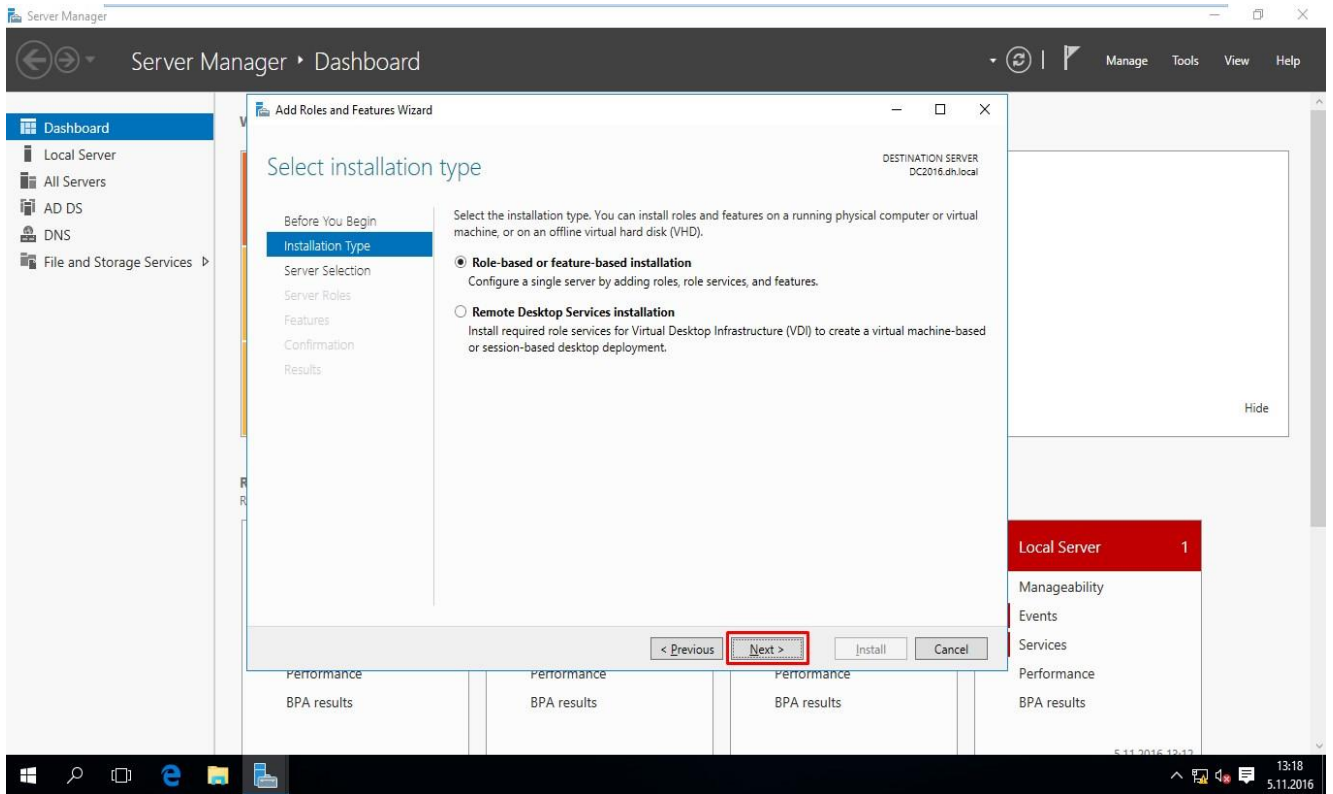 Server Manager
Server Manager ‣ Dashboard
Manage Tools View Help
Dashboard
Local Server
All Servers
AD DS
DNS
File and Storage Services
Add Roles and Features Wizard
Select installation type
DESTINATION SERVER
DC2016.dh.local
Before You Begin
Installation Type
Server Selection
Server Roles
Features
Confirmation
Results
Select the installation type. You can install roles and features on a running physical computer or virtual
machine, or on an offline virtual hard disk (VHD).
Role-based or feature-based installation
Configure a single server by adding roles, role services, and features.
Remote Desktop Services installation
Install required role services for Virtual Desktop Infrastructure (VDI) to create a virtual machine-based
or session-based desktop deployment.
< Previous Next > Install Cancel
Hide
Local Server 1
Manageability
Events
Services
Performance Performance Performance Performance
BPA results BPA results BPA results BPA results
5.11.2016 13:12
13:18
5.11.2016